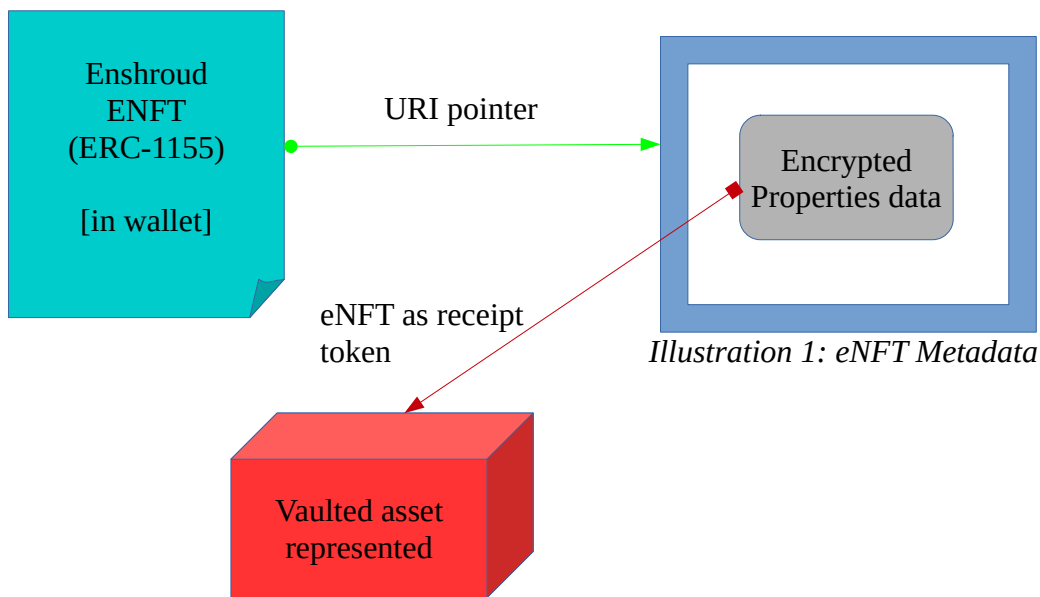 Enshroud
ENFT
(ERC-1155)
[in wallet]
URI pointer
Encrypted
Properties data
Illustration 1: eNFT Metadata
eNFT as receipt
token
Vaulted asset
represented